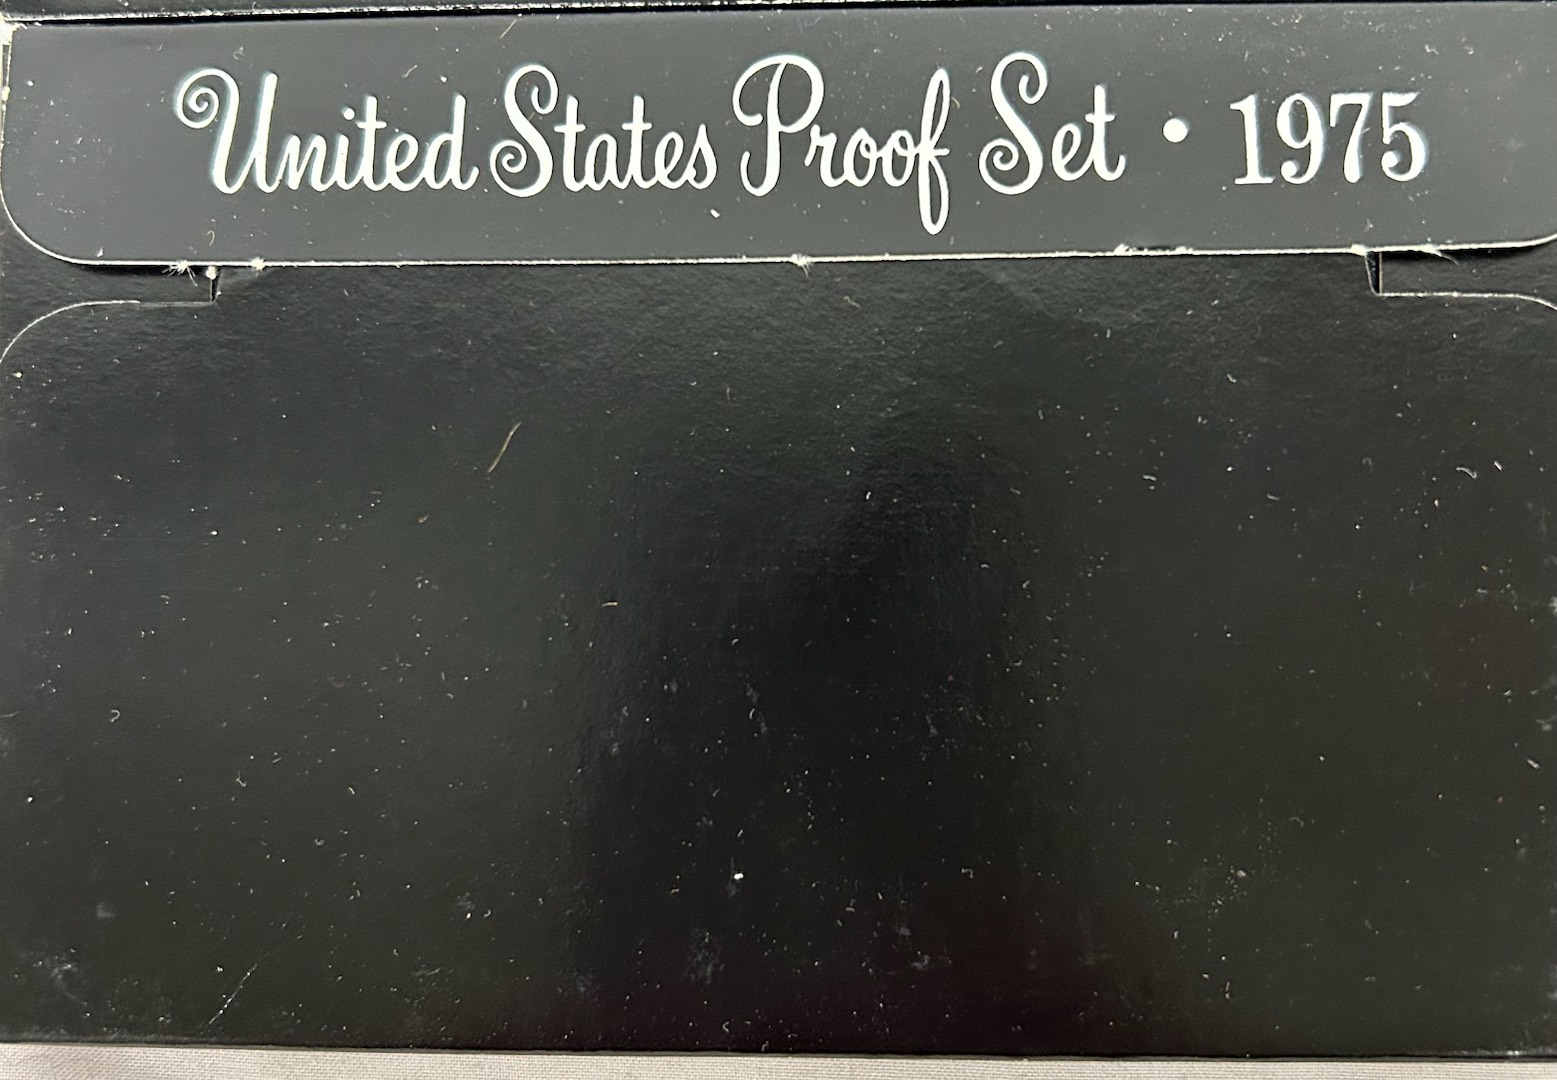 United States Proof Set • 1975